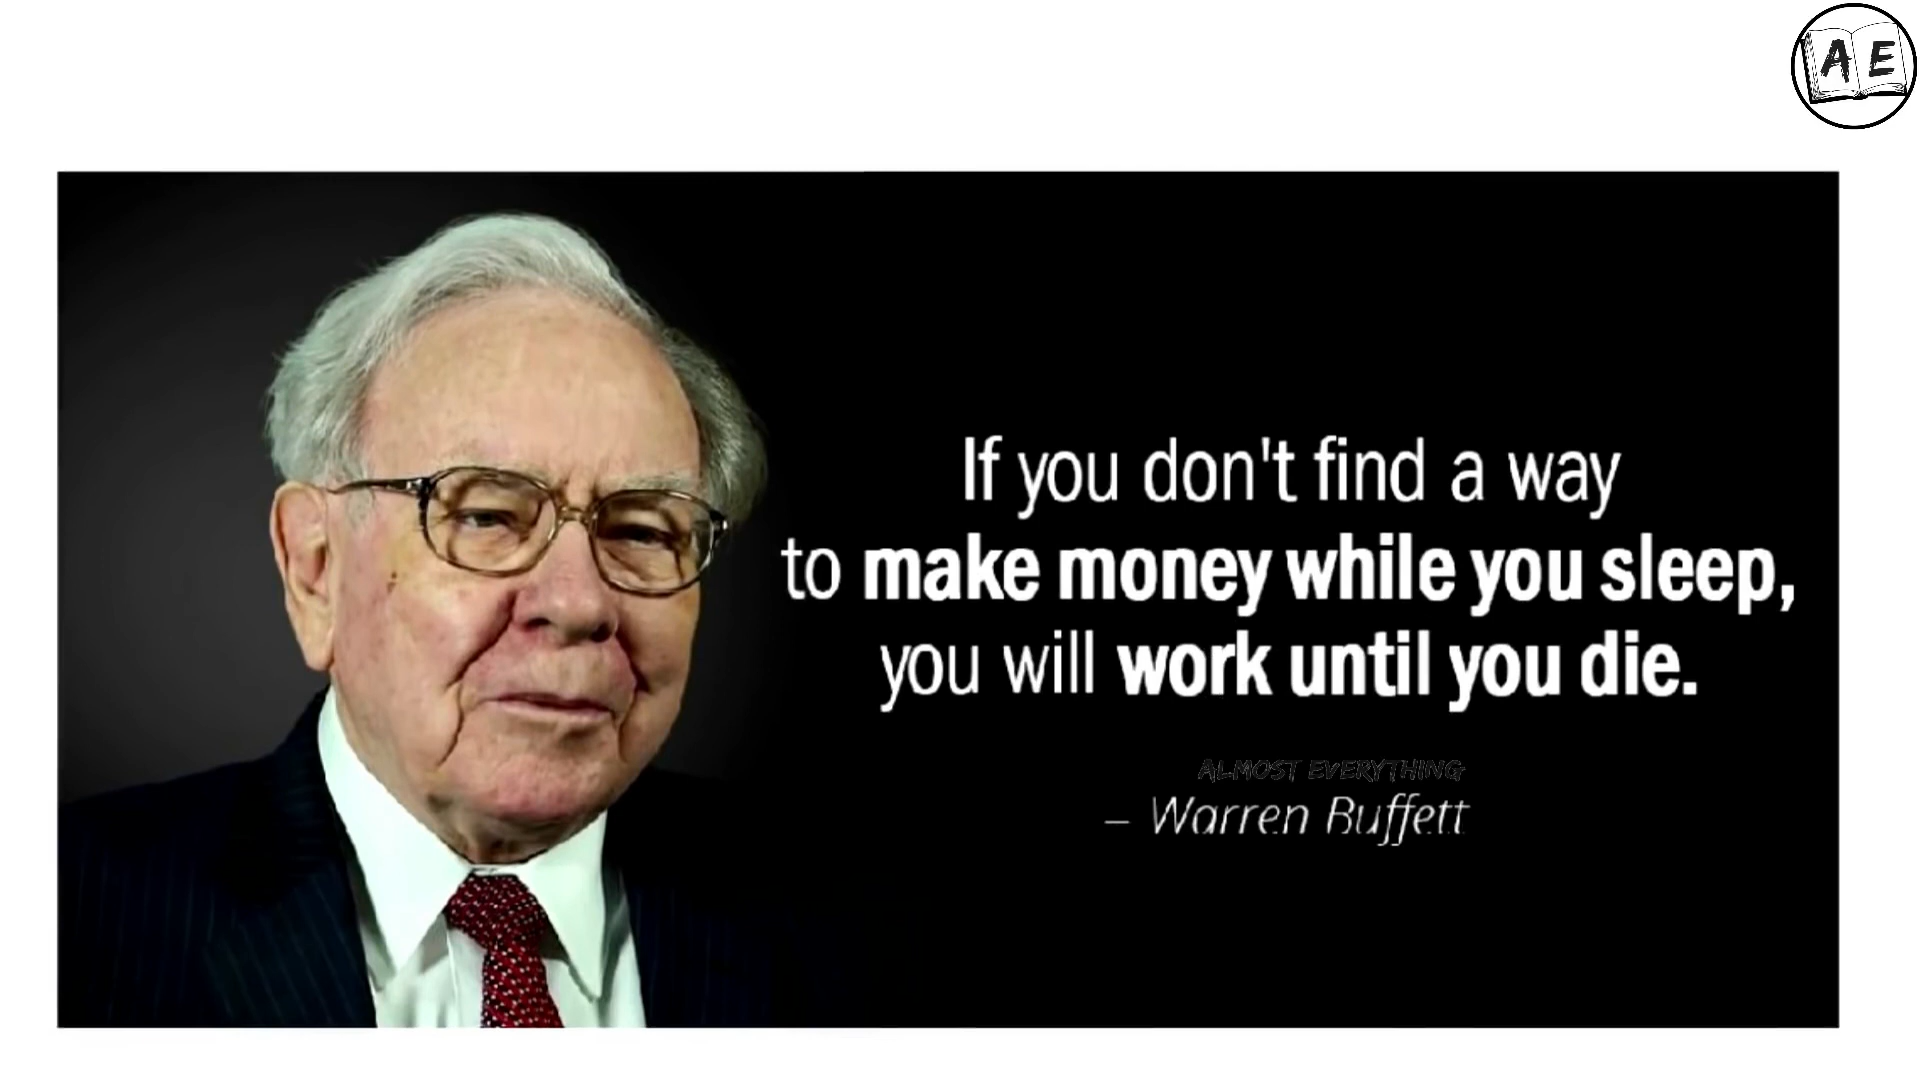 A E
If you don't find a way
to make money while you sleep,
you will work until you die.
ALMOST EVERYTHING
– Warren Buffett